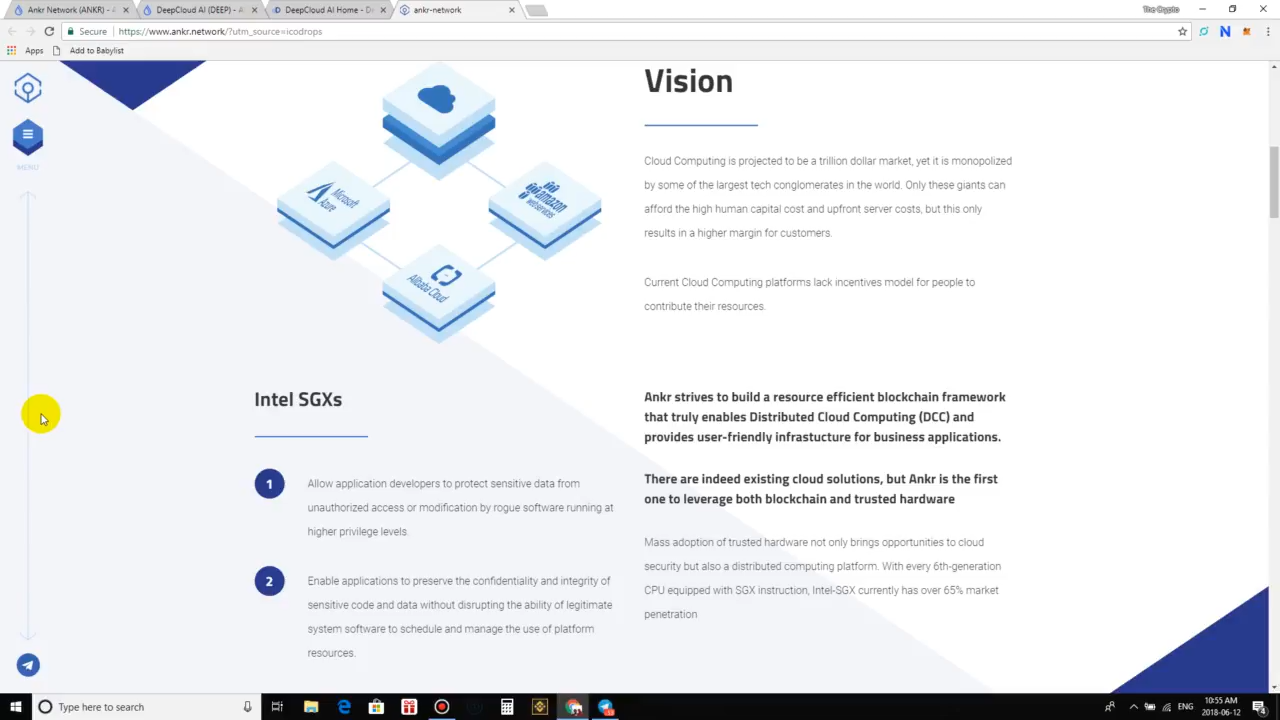 Ankr Network (ANKR) - A
DeepCloud AI (DEEP) - A
DeepCloud AI Home - De
ankr-network
The Crypto
Secure
https://www.ankr.network/?utm_source=icodrops
Apps
Add to Babylist
MENU
Microsoft
Azure
amazon
webservices
Alibaba Cloud
Vision
Cloud Computing is projected to be a trillion dollar market, yet it is monopolized
by some of the largest tech conglomerates in the world. Only these giants can
afford the high human capital cost and upfront server costs, but this only
results in a higher margin for customers.
Current Cloud Computing platforms lack incentives model for people to
contribute their resources.
Intel SGXs
1
Allow application developers to protect sensitive data from
unauthorized access or modification by rogue software running at
higher privilege levels.
2
Enable applications to preserve the confidentiality and integrity of
sensitive code and data without disrupting the ability of legitimate
system software to schedule and manage the use of platform
resources.
Ankr strives to build a resource efficient blockchain framework
that truly enables Distributed Cloud Computing (DCC) and
provides user-friendly infrastucture for business applications.
There are indeed existing cloud solutions, but Ankr is the first
one to leverage both blockchain and trusted hardware
Mass adoption of trusted hardware not only brings opportunities to cloud
security but also a distributed computing platform. With every 6th-generation
CPU equipped with SGX instruction, Intel-SGX currently has over 65% market
penetration
Type here to search
ENG
10:55 AM
2018-06-12
4